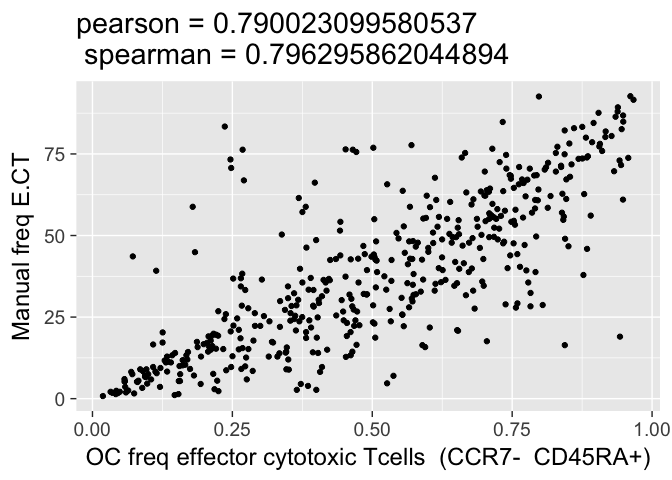 pearson = 0.790023099580537
spearman = 0.796295862044894
Manual freq E.CT
75
50
25
0
0.00 0.25 0.50 0.75 1.00
OC freq effector cytotoxic Tcells (CCR7- CD45RA+)